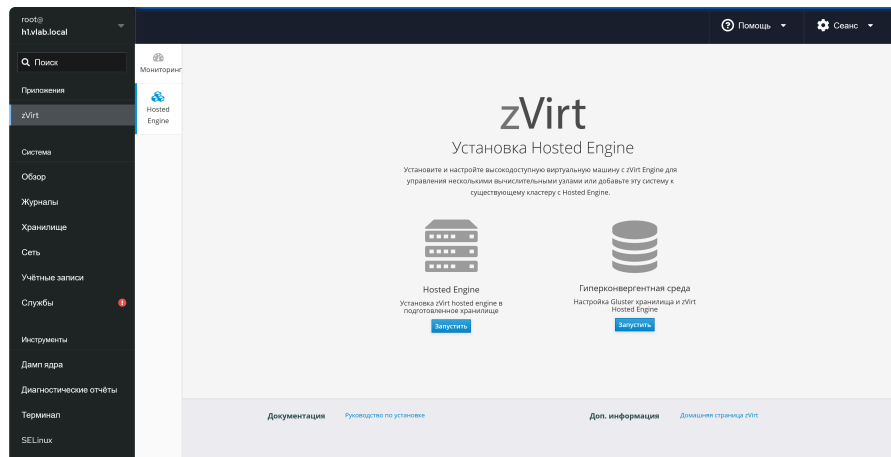 root@
h1.vlab.local
Помощь
Сеанс
Поиск
Приложения
zVirt
Система
Обзор
Журналы
Хранилище
Сеть
Учётные записи
Службы
Инструменты
Дамп ядра
Диагностические отчёты
Терминал
SELinux
Мониторинг
Hosted
Engine
zVirt
Установка Hosted Engine
Установите и настройте высокодоступную виртуальную машину с zVirt Engine для
управления несколькими вычислительными узлами или добавьте эту систему к
существующему кластеру с Hosted Engine.
Hosted Engine
Установка zVirt hosted engine в
подготовленное хранилище
Запустить
Гиперконвергентная среда
Настройка Gluster хранилища и zVirt
Hosted Engine
Запустить
Документация
Руководство по установке
Доп. информация
Домашняя страница zVirt